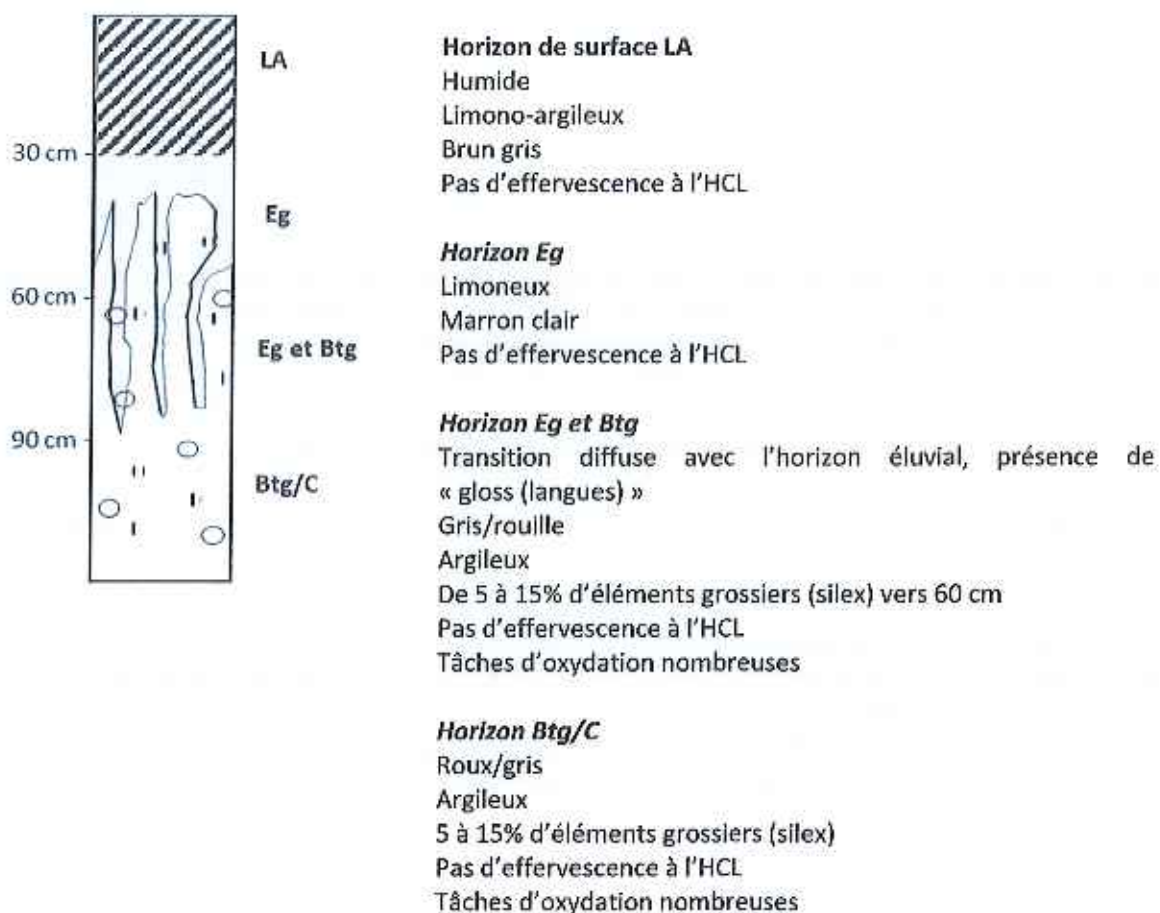 LA
30 cm
Eg
60 cm
Eg et Btg
90 cm
Btg/C
Horizon de surface LA
Humide
Limono-argileux
Brun gris
Pas d'effervescence à l'HCL
Horizon Eg
Limoneux
Marron clair
Pas d'effervescence à l'HCL
Horizon Eg et Btg
Transition diffuse avec l'horizon éluvial, présence de
« gloss (langues) »
Gris/rouille
Argileux
De 5 à 15% d'éléments grossiers (silex) vers 60 cm
Pas d'effervescence à l'HCL
Tâches d'oxydation nombreuses
Horizon Btg/C
Roux/gris
Argileux
5 à 15% d'éléments grossiers (silex)
Pas d'effervescence à l'HCL
Tâches d'oxydation nombreuses